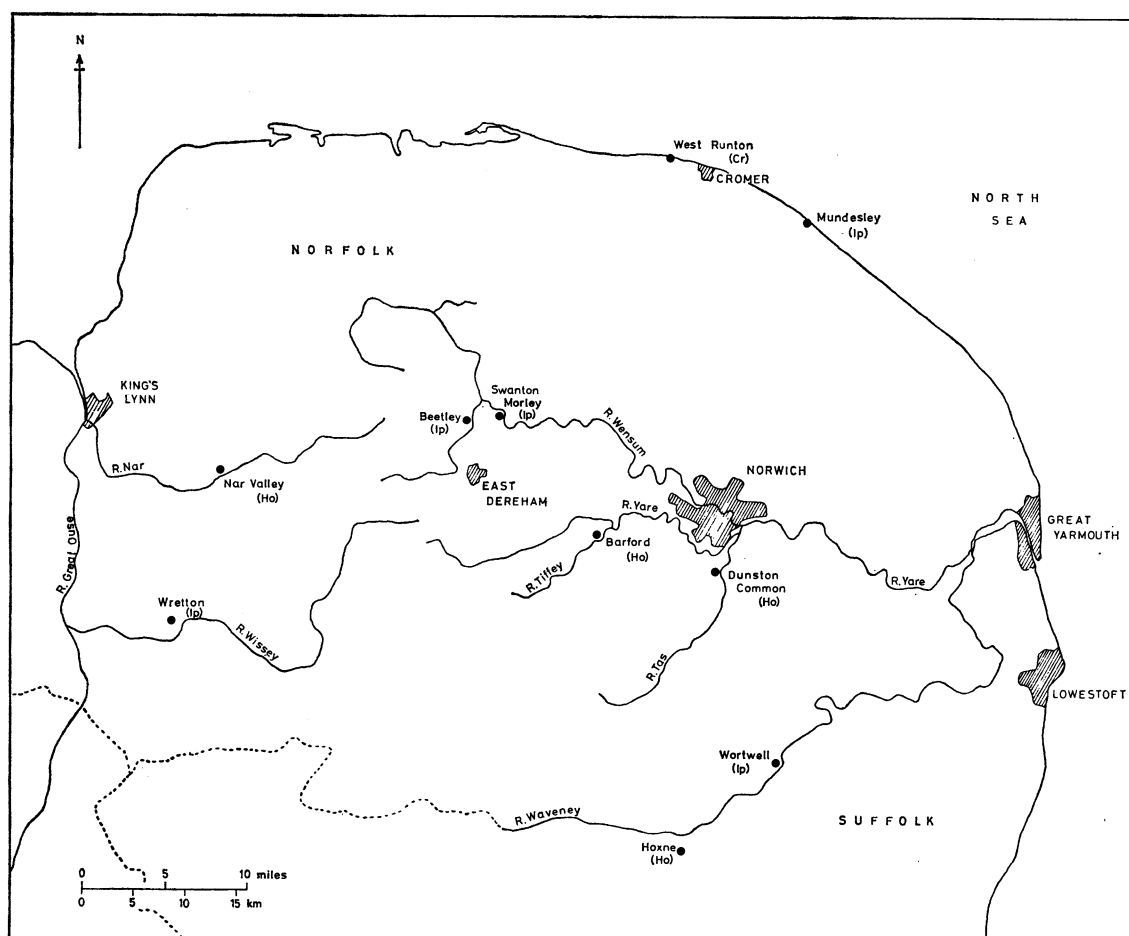 N
West Runton
(Cr)
CROMER
NORTH
SEA
Mundesley
(Ip)
NORFOLK
KING'S
LYNN
Swanton
Morley
(Ip)
Beetley
(Ip)
R. Wensum
R. Nar
Nar Valley
(Ho)
EAST
DEREHAM
NORWICH
R. Yare
GREAT
YARMOUTH
Barford
(Ho)
R. Great Ouse
R. Tiffey
Dunston
Common
(Ho)
R. Yare
Wretton
(Ip)
R. Wissey
R. Tas
LOWESTOFT
Wortwell
(Ip)
R. Waveney
SUFFOLK
Hoxne
(Ho)
0 5 10 miles
0 5 10 15 km